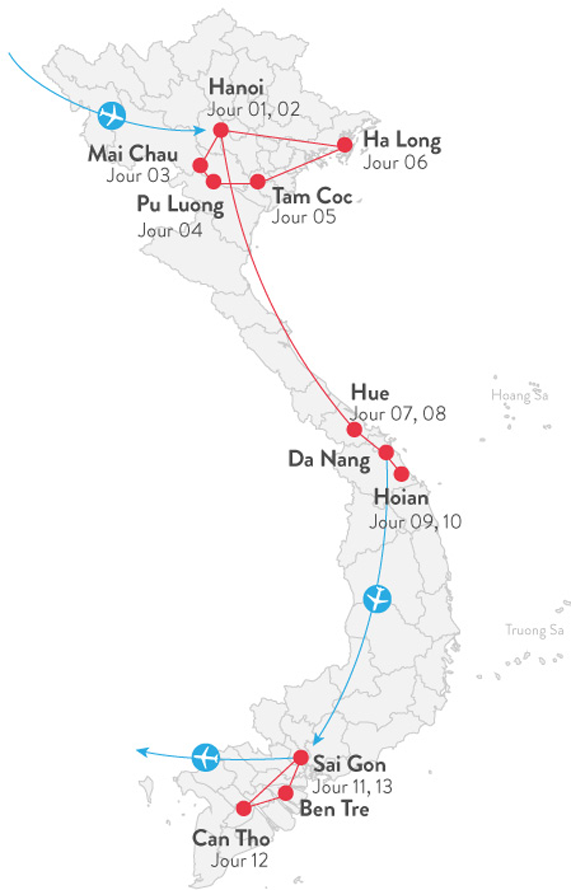 Hanoi
Jour 01, 02
Ha Long
Jour 06
Mai Chau
Jour 03
Pu Luong
Jour 04
Tam Coc
Jour 05
Hue
Jour 07, 08
Hoang Sa
Da Nang
Hoian
Jour 09, 10
Truong Sa
Sai Gon
Jour 11, 13
Ben Tre
Can Tho
Jour 12